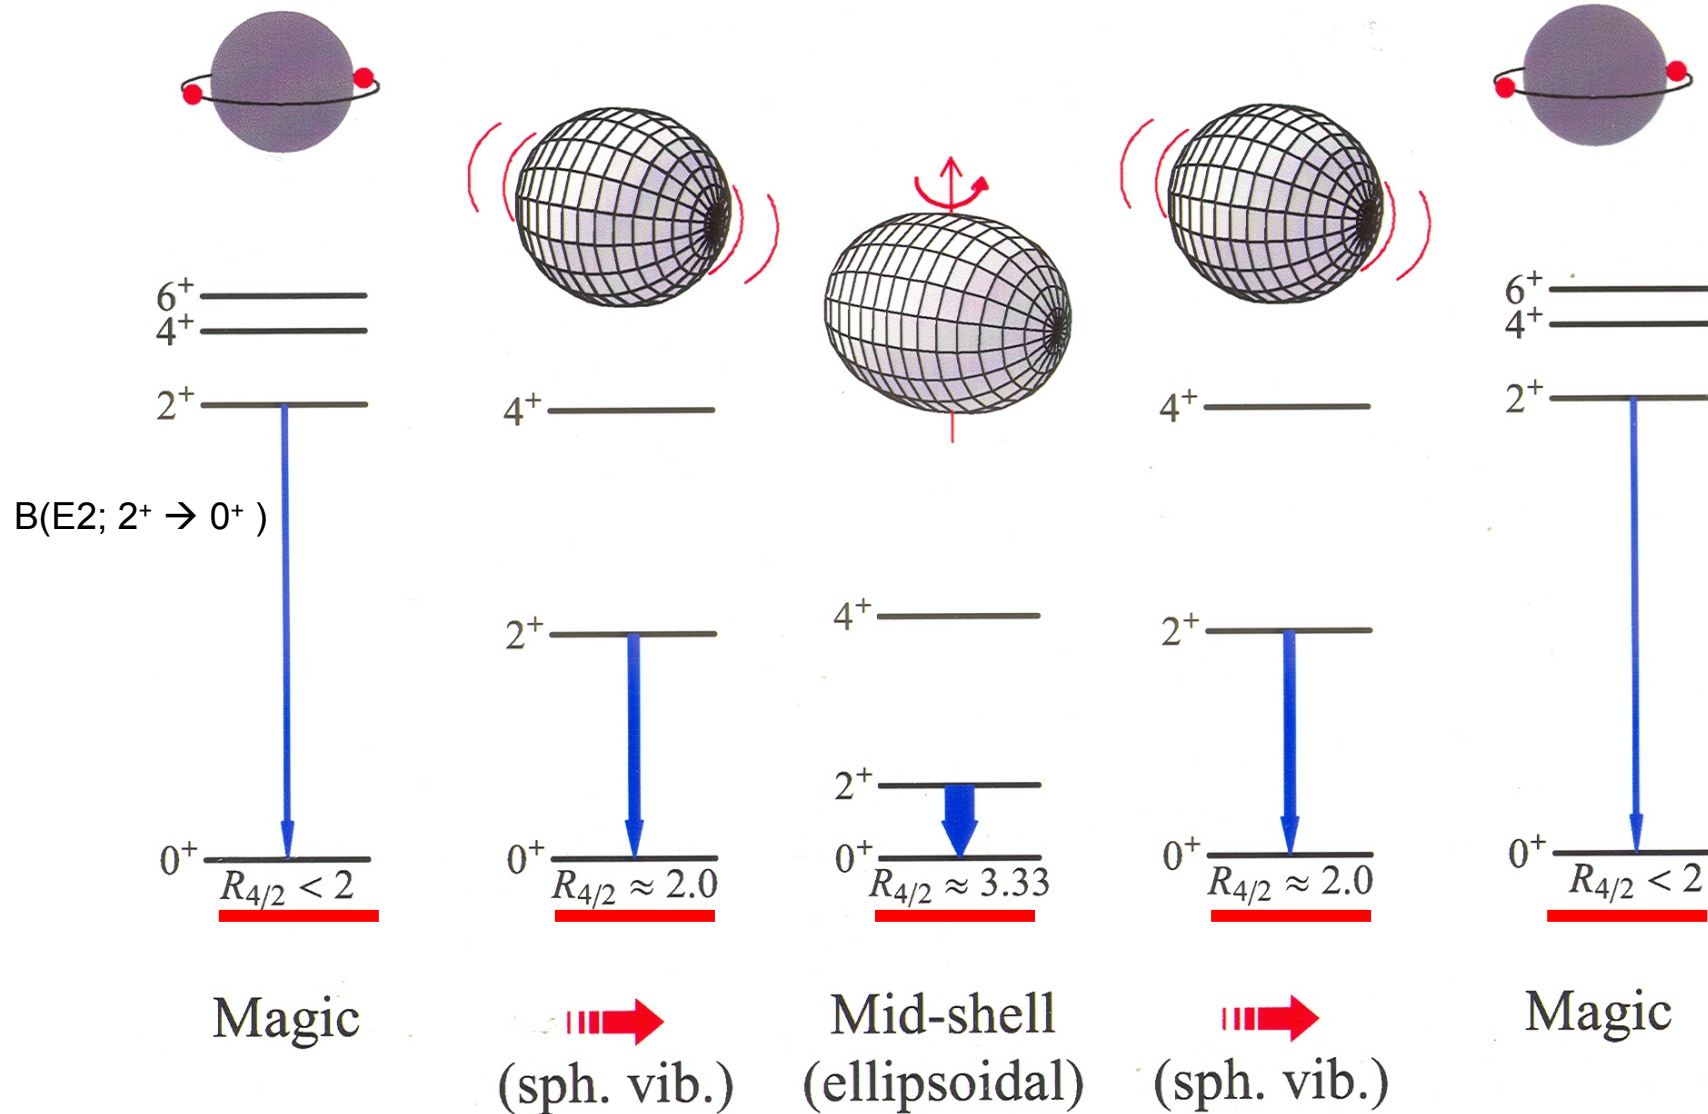 6⁺
4⁺
2⁺
B(E2; 2⁺ → 0⁺ )
0⁺
R₄/₂ < 2
Magic
4⁺
2⁺
0⁺
R₄/₂ ≈ 2.0
(sph. vib.)
4⁺
2⁺
0⁺
R₄/₂ ≈ 3.33
Mid-shell
(ellipsoidal)
4⁺
2⁺
0⁺
R₄/₂ ≈ 2.0
(sph. vib.)
6⁺
4⁺
2⁺
0⁺
R₄/₂ < 2
Magic